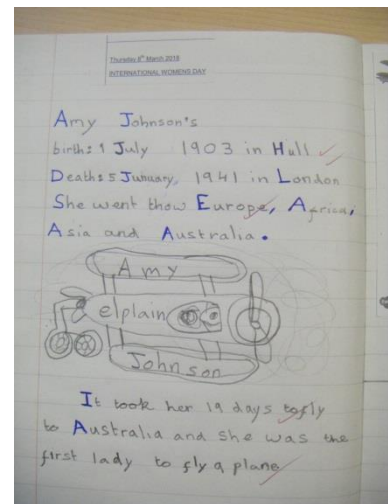 Thursday 8th March 2018
INTERNATIONAL WOMENS DAY
Amy Johnson's
birth: 1 July 1903 in Hull
Death: 5 Junuary, 1941 in London
She went thow Europe, Africa,
Asia and Australia.
Amy
elplain
Johnson
It took her 19 days tofly
to Australia and she was the
first lady to fly a plane